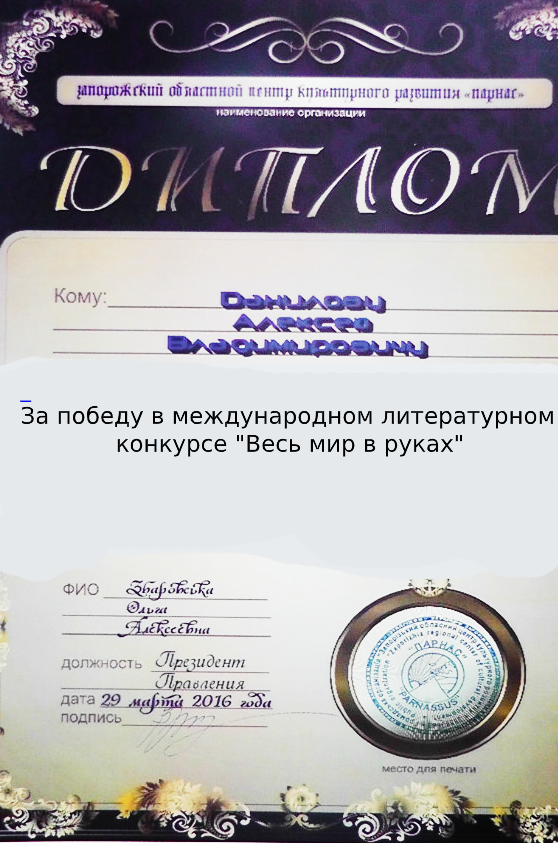 запорожский областной центр культурного развития «парнас»
наименование организации
ДИПЛОМ
Кому: Данилову
Алексею
Владимировичу
За победу в международном литературном
конкурсе "Весь мир в руках"
ФИО Збаровська
Ольга
Алексеевна
должность Президент
Правления
дата 29 марта 2016 года
подпись
"ПАРНАС"
PARNASSUS
место для печати